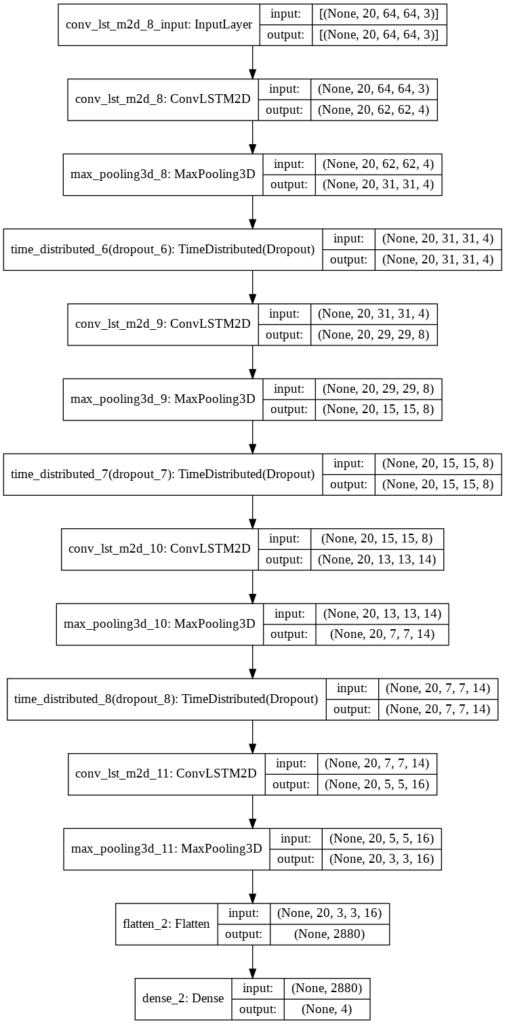 conv_lst_m2d_8_input: InputLayer input: [(None, 20, 64, 64, 3)]
output: [(None, 20, 64, 64, 3)]
conv_lst_m2d_8: ConvLSTM2D input: (None, 20, 64, 64, 3)
output: (None, 20, 62, 62, 4)
max_pooling3d_8: MaxPooling3D input: (None, 20, 62, 62, 4)
output: (None, 20, 31, 31, 4)
time_distributed_6(dropout_6): TimeDistributed(Dropout) input: (None, 20, 31, 31, 4)
output: (None, 20, 31, 31, 4)
conv_lst_m2d_9: ConvLSTM2D input: (None, 20, 31, 31, 4)
output: (None, 20, 29, 29, 8)
max_pooling3d_9: MaxPooling3D input: (None, 20, 29, 29, 8)
output: (None, 20, 15, 15, 8)
time_distributed_7(dropout_7): TimeDistributed(Dropout) input: (None, 20, 15, 15, 8)
output: (None, 20, 15, 15, 8)
conv_lst_m2d_10: ConvLSTM2D input: (None, 20, 15, 15, 8)
output: (None, 20, 13, 13, 14)
max_pooling3d_10: MaxPooling3D input: (None, 20, 13, 13, 14)
output: (None, 20, 7, 7, 14)
time_distributed_8(dropout_8): TimeDistributed(Dropout) input: (None, 20, 7, 7, 14)
output: (None, 20, 7, 7, 14)
conv_lst_m2d_11: ConvLSTM2D input: (None, 20, 7, 7, 14)
output: (None, 20, 5, 5, 16)
max_pooling3d_11: MaxPooling3D input: (None, 20, 5, 5, 16)
output: (None, 20, 3, 3, 16)
flatten_2: Flatten input: (None, 20, 3, 3, 16)
output: (None, 2880)
dense_2: Dense input: (None, 2880)
output: (None, 4)